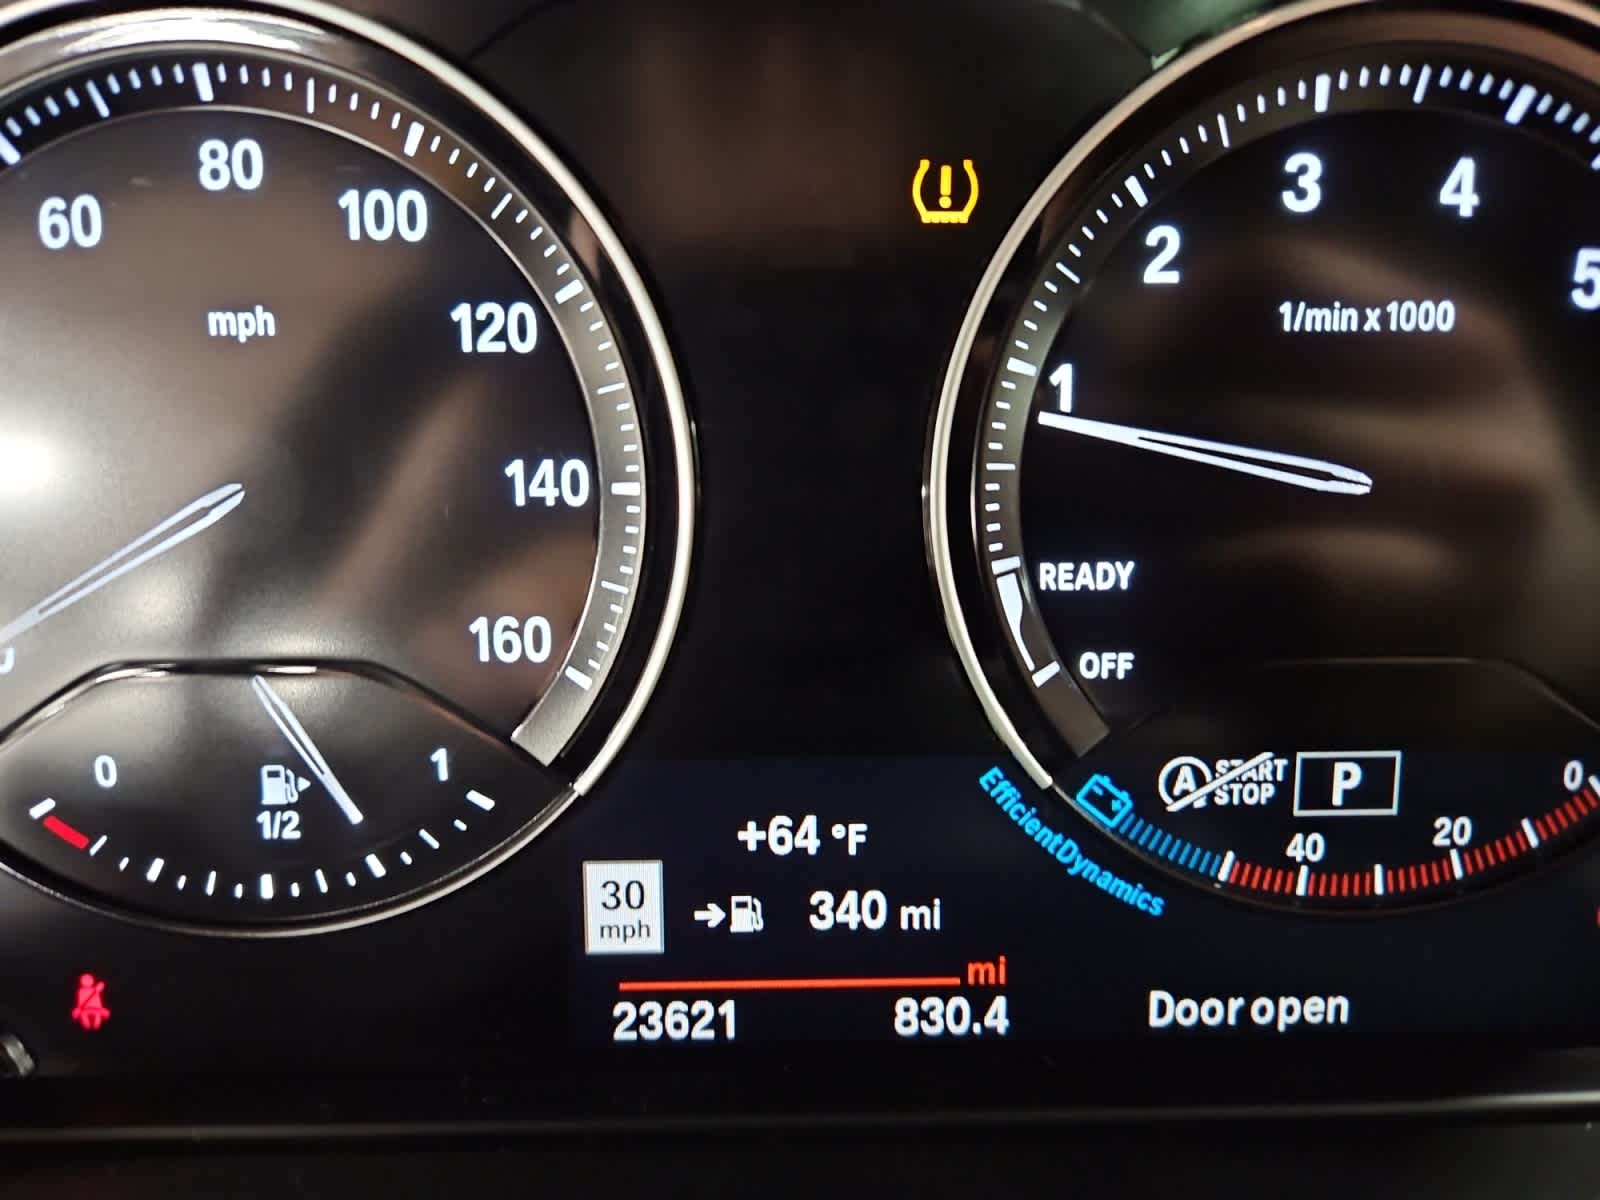 60
80
100
120
140
160
mph
0
1/2
1
1
2
3
4
5
1/min x 1000
READY
OFF
A START
STOP
P
EfficientDynamics
40
20
0
+64 °F
30
mph
340 mi
mi
23621
830.4
Door open